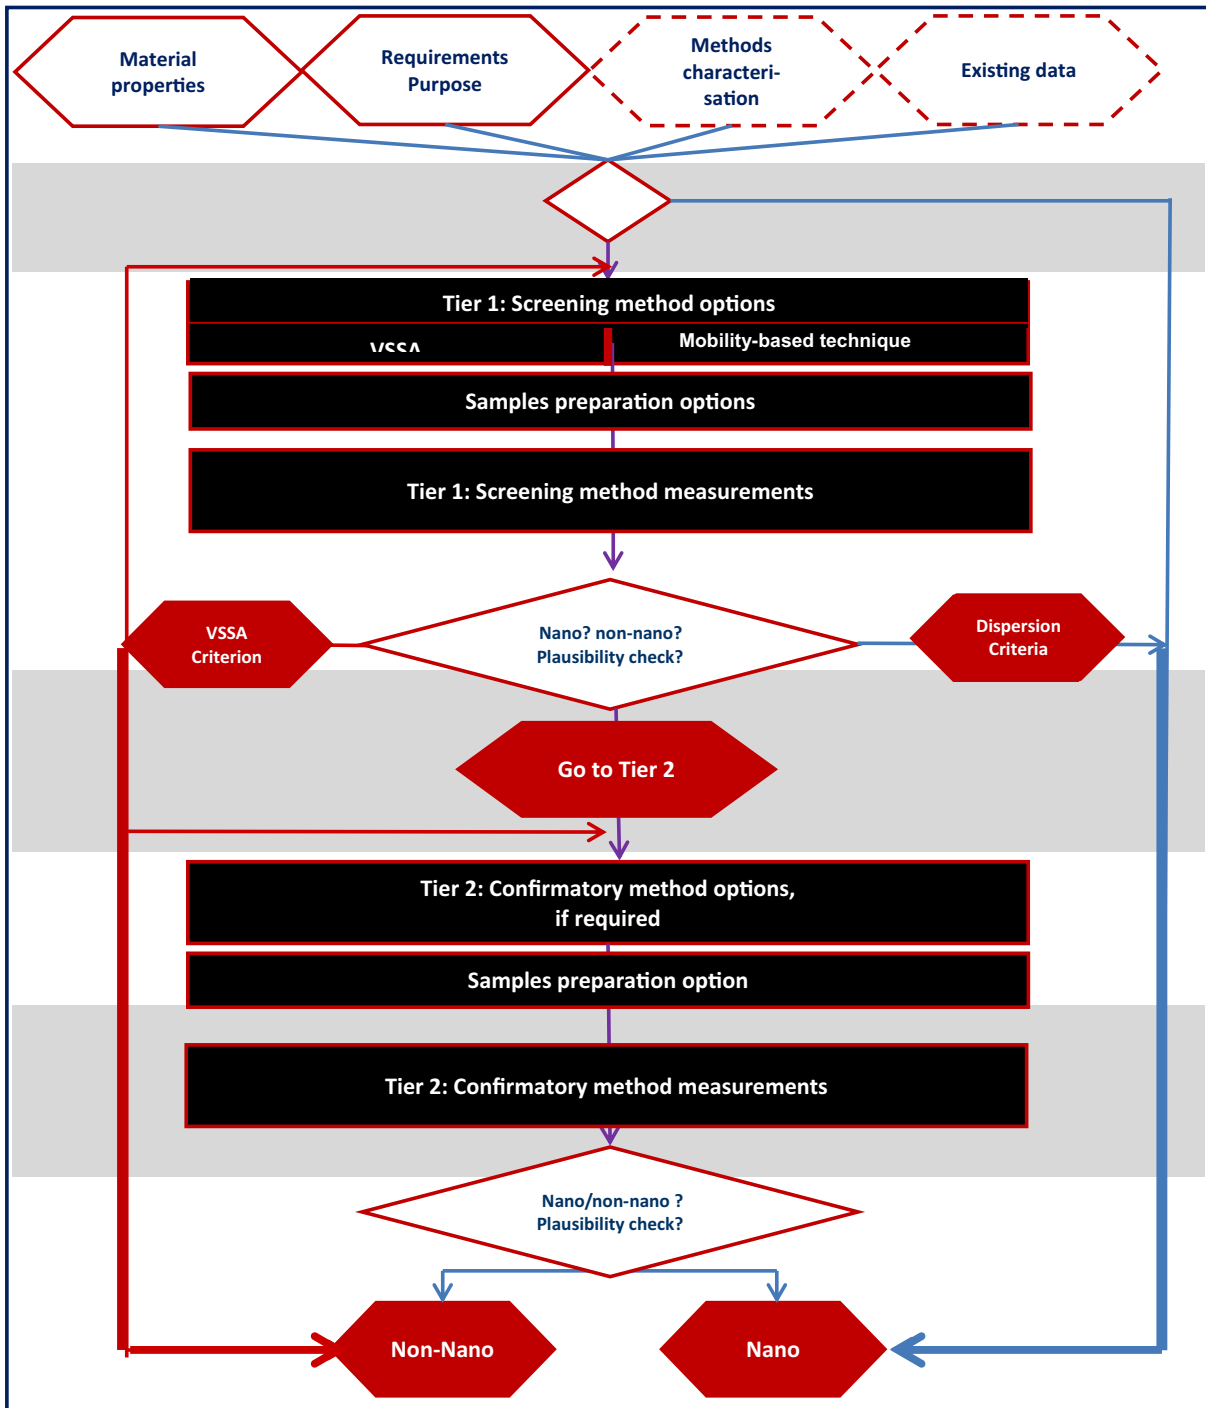 Material
properties
Requirements
Purpose
Methods
characteri-
sation
Existing data
Tier 1: Screening method options
VSSA
Mobility-based technique
Samples preparation options
Tier 1: Screening method measurements
VSSA
Criterion
Nano? non-nano?
Plausibility check?
Dispersion
Criteria
Go to Tier 2
Tier 2: Confirmatory method options,
if required
Samples preparation option
Tier 2: Confirmatory method measurements
Nano/non-nano ?
Plausibility check?
Non-Nano
Nano